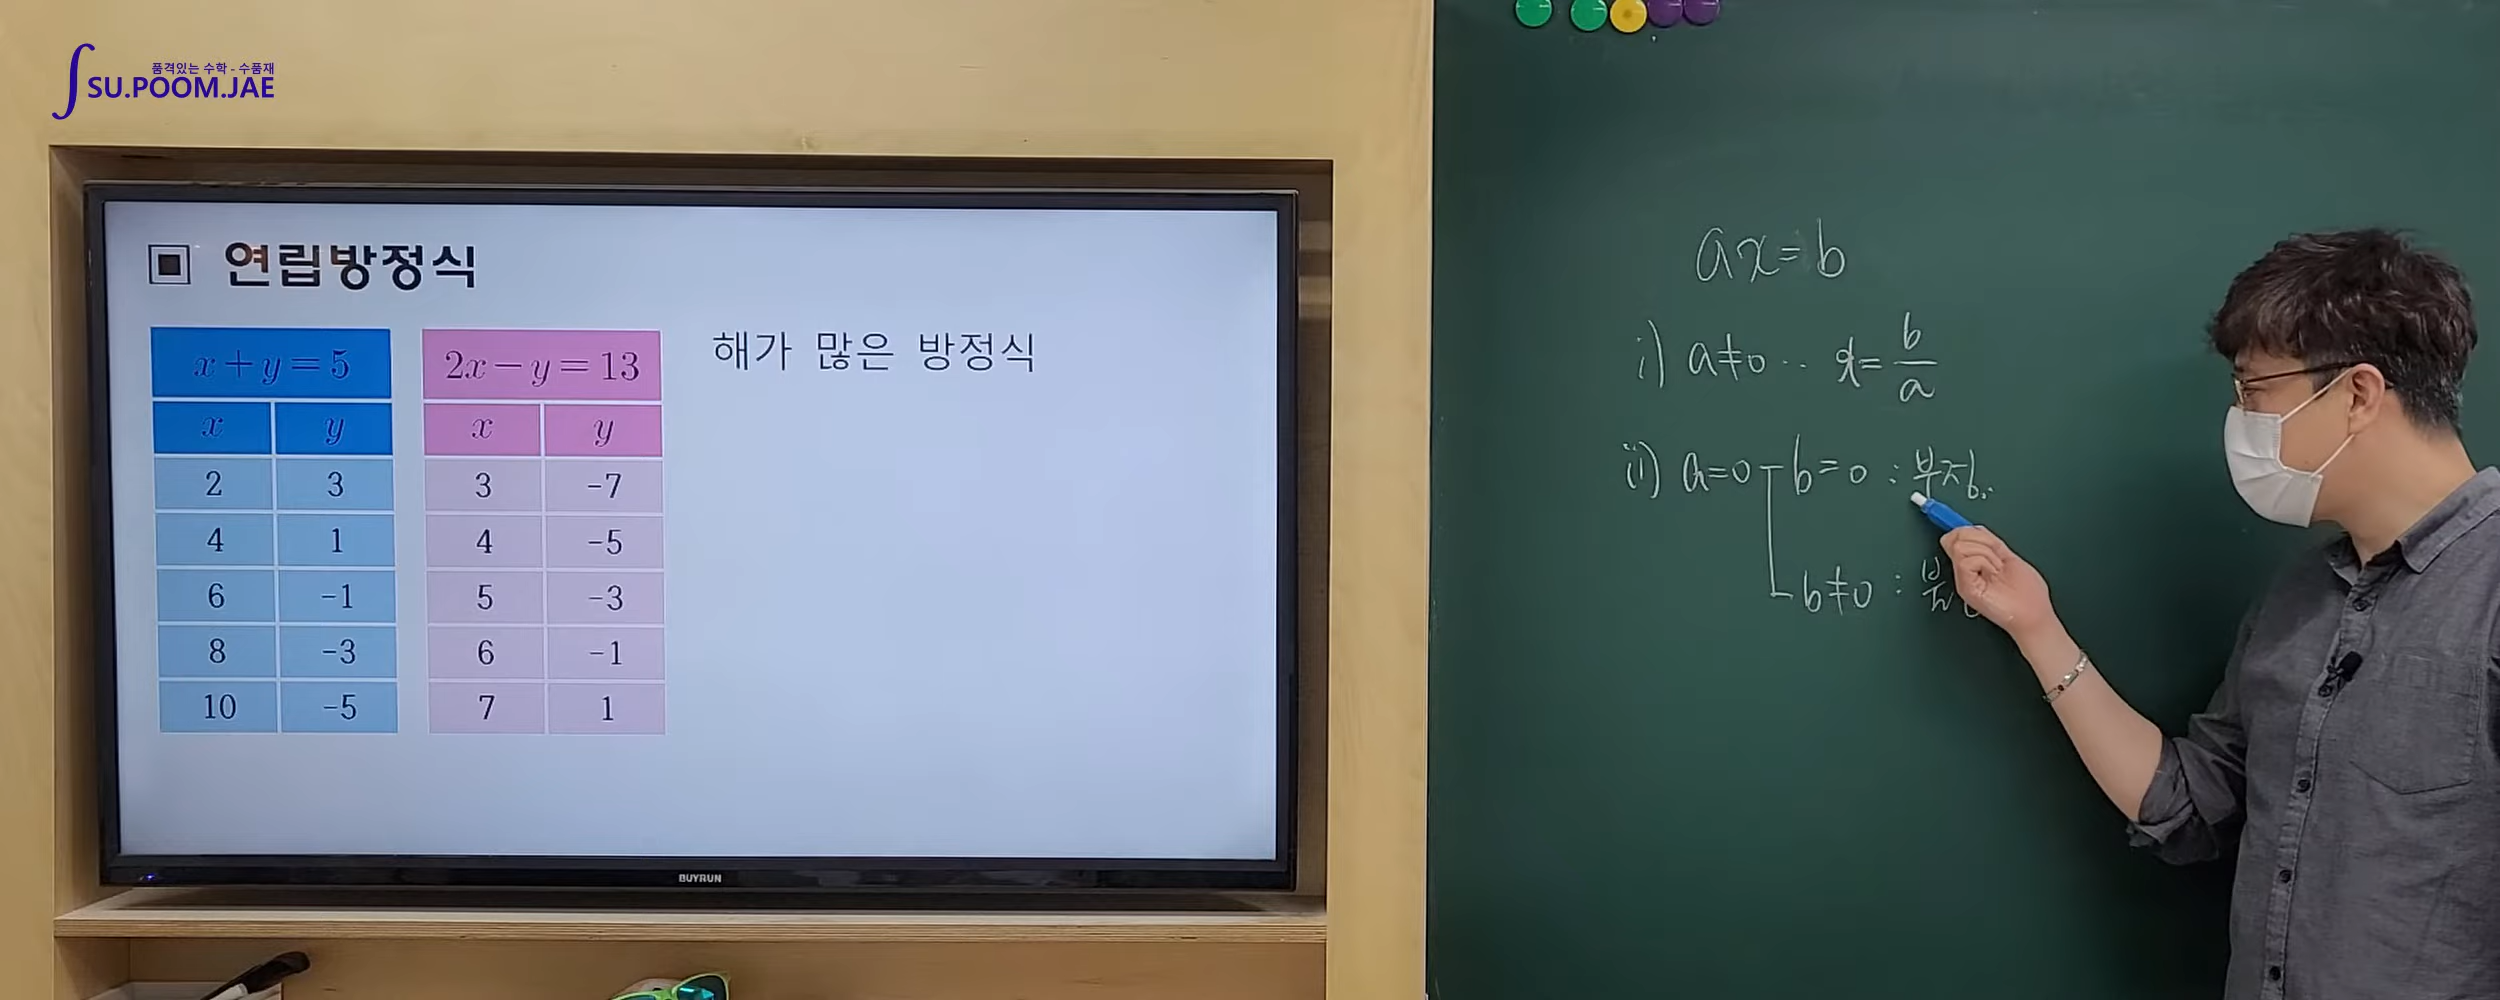 품격있는 수학 - 수품재
SU.POOM.JAE
연립방정식
x + y = 5
x y
2 3
4 1
6 -1
8 -3
10 -5
2x - y = 13
x y
3 -7
4 -5
5 -3
6 -1
7 1
해가 많은 방정식
BUYRUN
ax = b
i) a≠0 ·· x = b/a
ii) a=0 b=0 : 부정.
b≠0 :